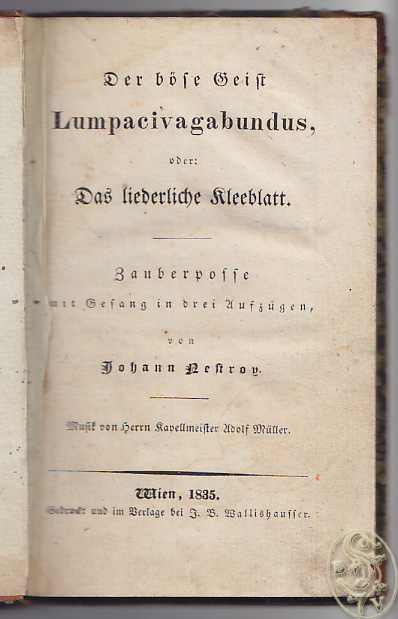 Der böse Geist
Lumpacivagabundus,
oder:
Das liederliche Kleeblatt.
Zauberposse
mit Gesang in drei Aufzügen,
von
Johann Nestroy.
Musik von Herrn Kapellmeister Adolf Müller.
Wien, 1835.
Gedruckt und im Verlage bei J. B. Wallishausser.